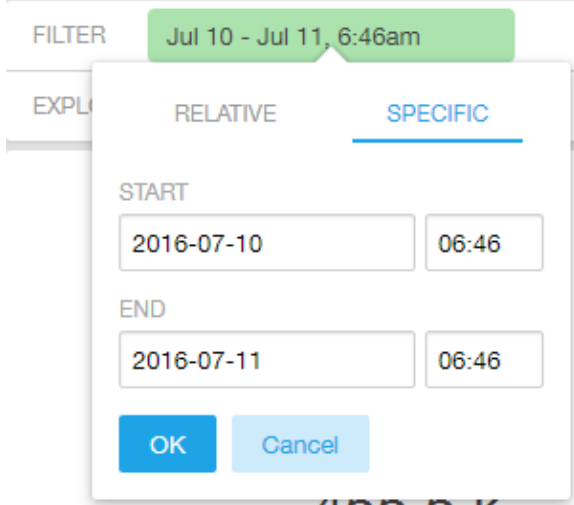 FILTER Jul 10 - Jul 11, 6:46am
EXPL
RELATIVE SPECIFIC
START
2016-07-10 06:46
END
2016-07-11 06:46
OK Cancel